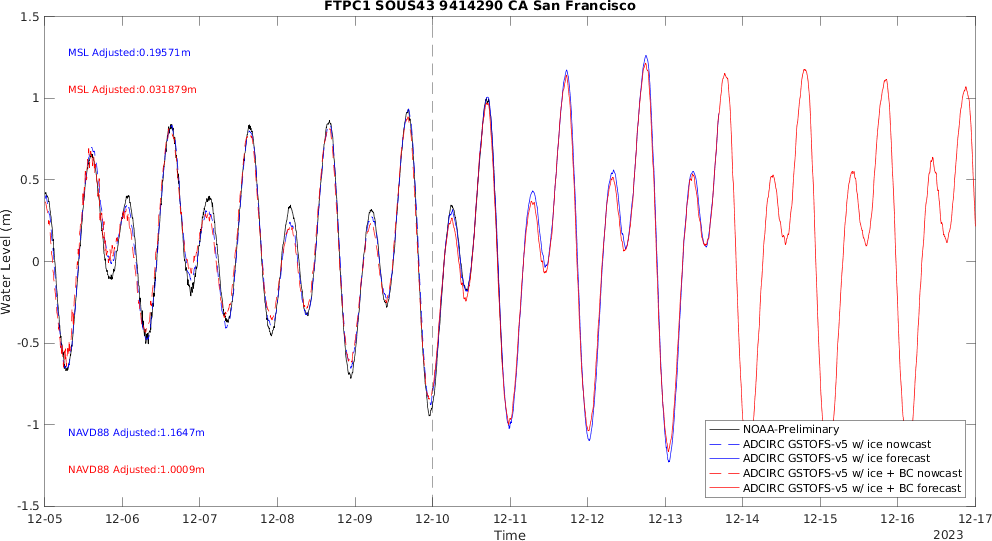 FTPC1 SOUS43 9414290 CA San Francisco
1.5
MSL Adjusted:0.19571m
MSL Adjusted:0.031879m
1
0.5
Water Level (m)
0
-0.5
-1
NAVD88 Adjusted:1.1647m
NAVD88 Adjusted:1.0009m
-1.5
NOAA-Preliminary
ADCIRC GSTOFS-v5 w/ ice nowcast
ADCIRC GSTOFS-v5 w/ ice forecast
ADCIRC GSTOFS-v5 w/ ice + BC nowcast
ADCIRC GSTOFS-v5 w/ ice + BC forecast
12-05 12-06 12-07 12-08 12-09 12-10 12-11 12-12 12-13 12-14 12-15 12-16 12-17
Time
2023